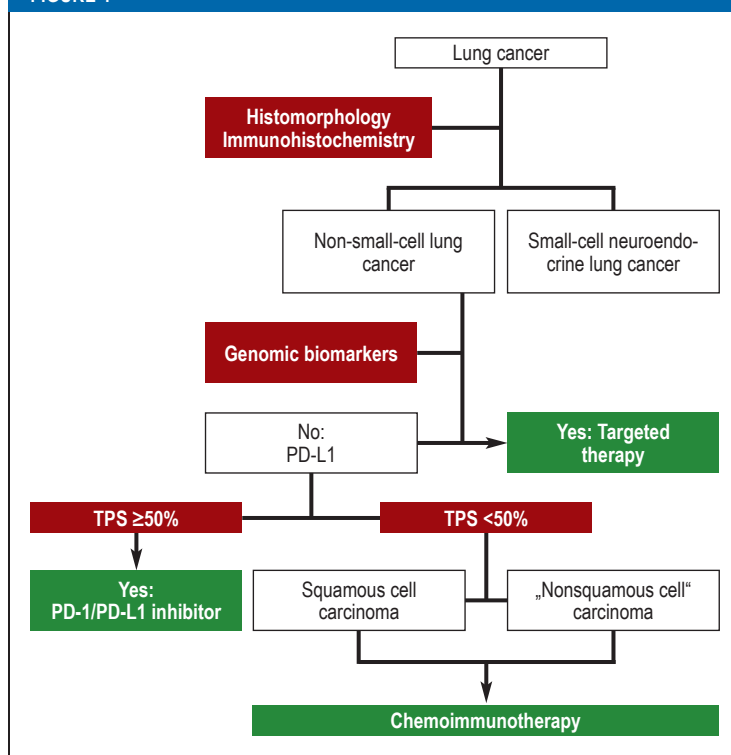 Lung cancer
Histomorphology
Immunohistochemistry
Non-small-cell lung
cancer
Small-cell neuroendo-
crine lung cancer
Genomic biomarkers
No:
PD-L1
Yes: Targeted
therapy
TPS ≥50%
TPS <50%
Yes:
PD-1/PD-L1 inhibitor
Squamous cell
carcinoma
„Nonsquamous cell“
carcinoma
Chemoimmunotherapy